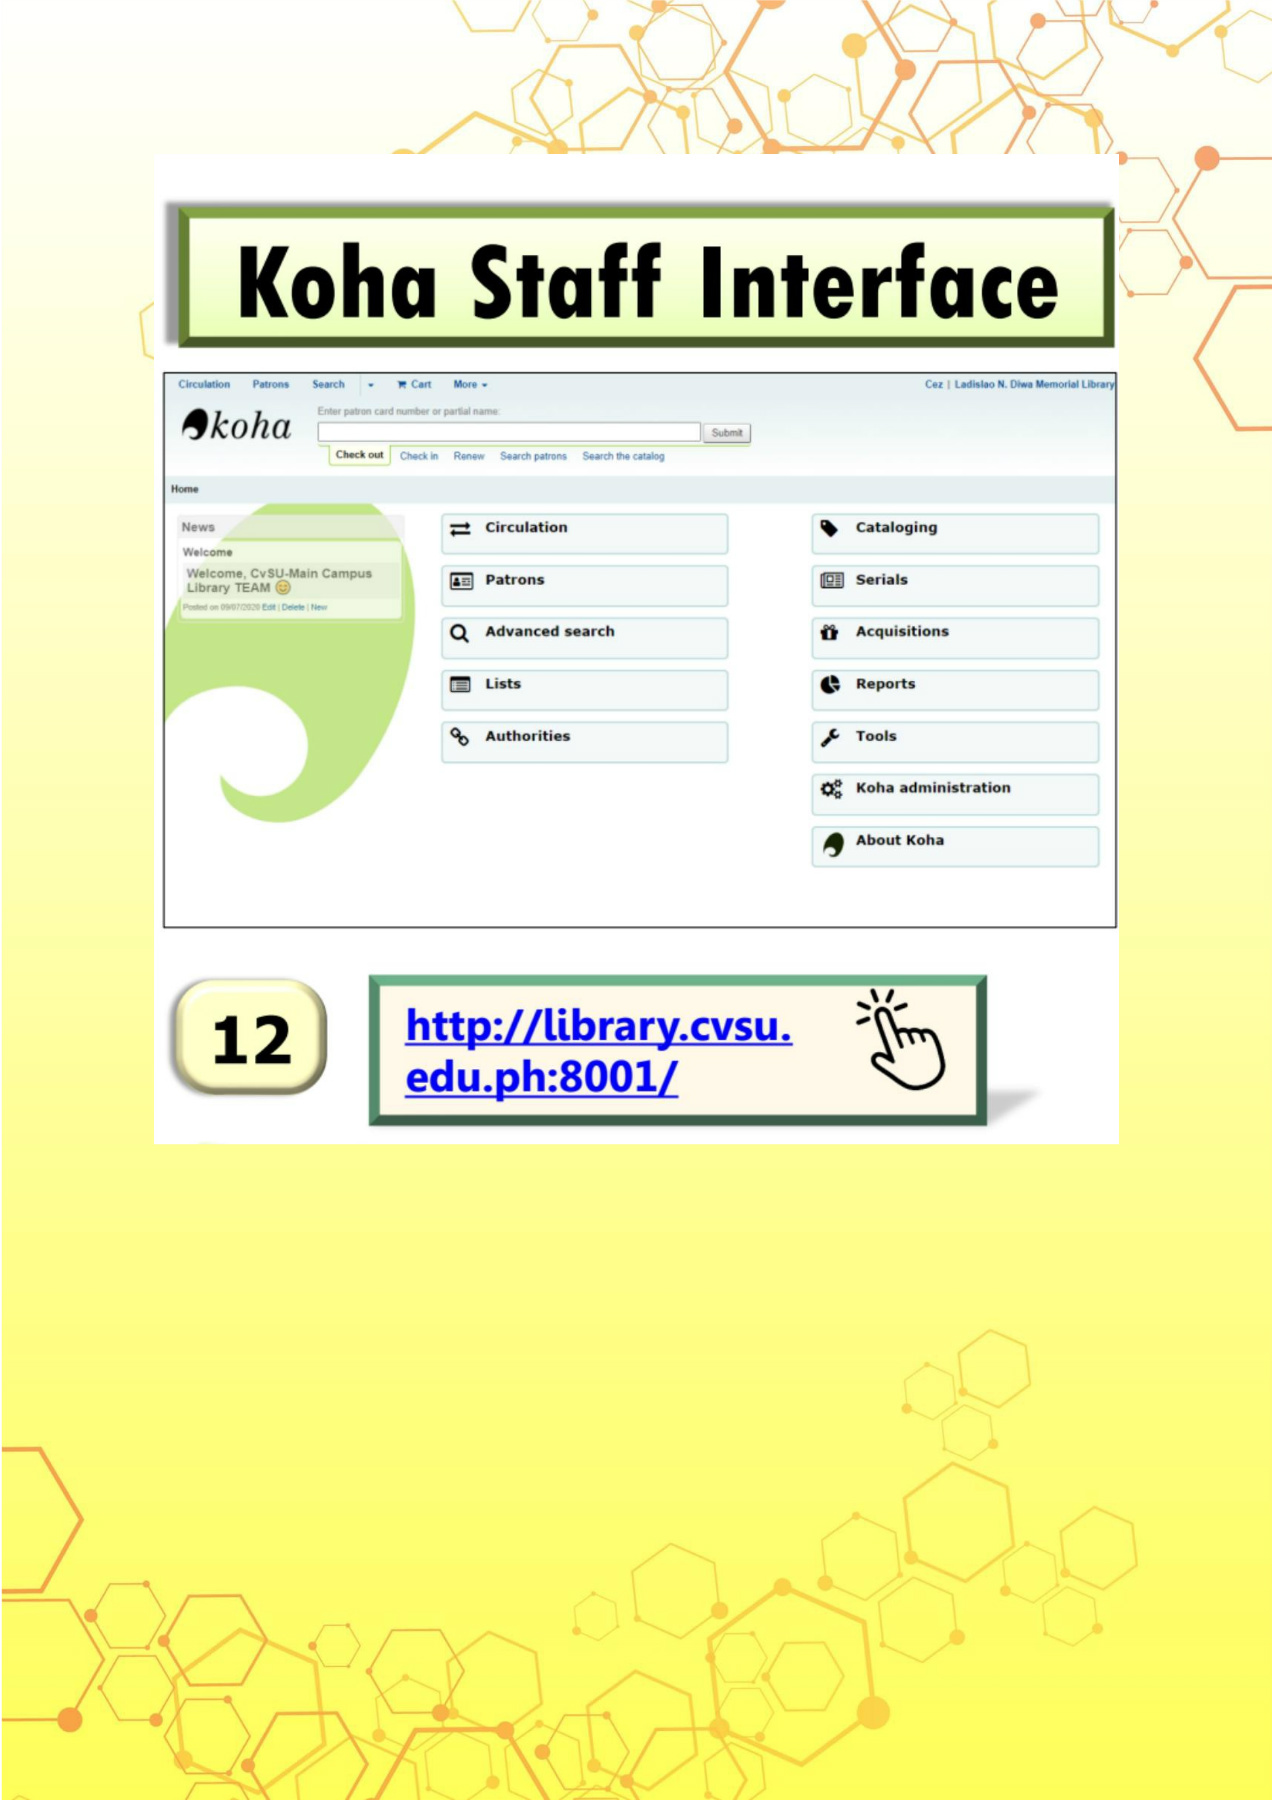 Koha Staff Interface
Circulation Patrons Search Cart More Cez | Ladislao N. Diwa Memorial Library
koha
Enter patron card number or partial name:
Submit
Check out Check in Renew Search patrons Search the catalog
Home
News
Welcome
Welcome, CvSU-Main Campus
Library TEAM 😊
Posted on 09/07/2020 Edit | Delete | New
Circulation
Patrons
Advanced search
Lists
Authorities
Cataloging
Serials
Acquisitions
Reports
Tools
Koha administration
About Koha
12
http://library.cvsu.
edu.ph:8001/